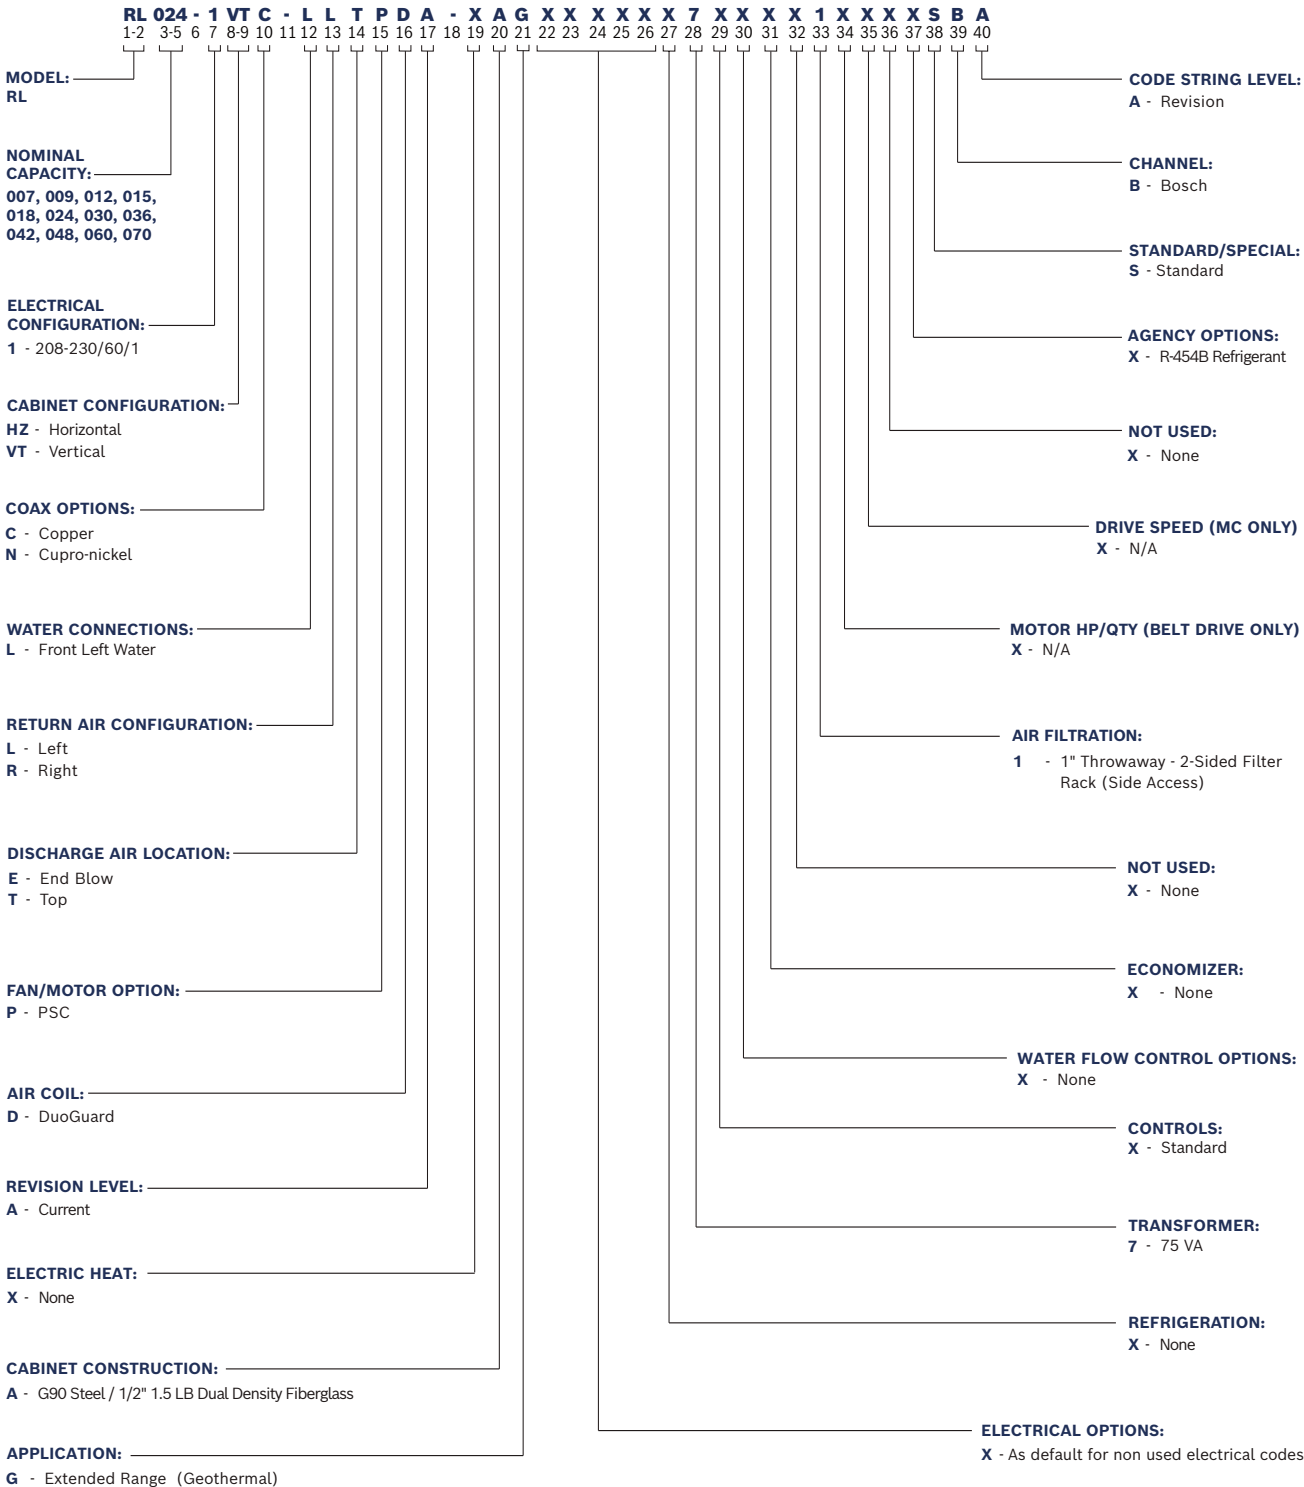 RL 024 - 1 VT C - L L T P D A - X A G X X X X X X 7 X X X X 1 X X X X S B A
1-2 3-5 6 7 8-9 10 11 12 13 14 15 16 17 18 19 20 21 22 23 24 25 26 27 28 29 30 31 32 33 34 35 36 37 38 39 40
MODEL:
RL
NOMINAL
CAPACITY:
007, 009, 012, 015,
018, 024, 030, 036,
042, 048, 060, 070
ELECTRICAL
CONFIGURATION:
1 - 208-230/60/1
CABINET CONFIGURATION:
HZ - Horizontal
VT - Vertical
COAX OPTIONS:
C - Copper
N - Cupro-nickel
WATER CONNECTIONS:
L - Front Left Water
RETURN AIR CONFIGURATION:
L - Left
R - Right
DISCHARGE AIR LOCATION:
E - End Blow
T - Top
FAN/MOTOR OPTION:
P - PSC
AIR COIL:
D - DuoGuard
REVISION LEVEL:
A - Current
ELECTRIC HEAT:
X - None
CABINET CONSTRUCTION:
A - G90 Steel / 1/2" 1.5 LB Dual Density Fiberglass
APPLICATION:
G - Extended Range (Geothermal)
CODE STRING LEVEL:
A - Revision
CHANNEL:
B - Bosch
STANDARD/SPECIAL:
S - Standard
AGENCY OPTIONS:
X - R-454B Refrigerant
NOT USED:
X - None
DRIVE SPEED (MC ONLY)
X - N/A
MOTOR HP/QTY (BELT DRIVE ONLY)
X - N/A
AIR FILTRATION:
1 - 1" Throwaway - 2-Sided Filter
Rack (Side Access)
NOT USED:
X - None
ECONOMIZER:
X - None
WATER FLOW CONTROL OPTIONS:
X - None
CONTROLS:
X - Standard
TRANSFORMER:
7 - 75 VA
REFRIGERATION:
X - None
ELECTRICAL OPTIONS:
X - As default for non used electrical codes